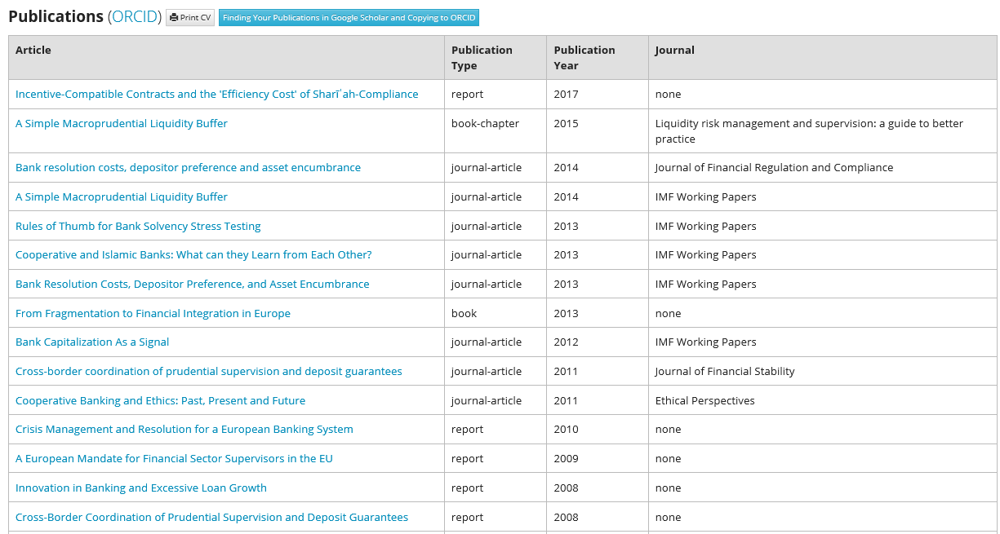 Publications (ORCID) Print CV Finding Your Publications in Google Scholar and Copying to ORCID
Article Publication Type Publication Year Journal
Incentive-Compatible Contracts and the 'Efficiency Cost' of Sharīʿah-Compliance report 2017 none
A Simple Macroprudential Liquidity Buffer book-chapter 2015 Liquidity risk management and supervision: a guide to better practice
Bank resolution costs, depositor preference and asset encumbrance journal-article 2014 Journal of Financial Regulation and Compliance
A Simple Macroprudential Liquidity Buffer journal-article 2014 IMF Working Papers
Rules of Thumb for Bank Solvency Stress Testing journal-article 2013 IMF Working Papers
Cooperative and Islamic Banks: What can they Learn from Each Other? journal-article 2013 IMF Working Papers
Bank Resolution Costs, Depositor Preference, and Asset Encumbrance journal-article 2013 IMF Working Papers
From Fragmentation to Financial Integration in Europe book 2013 none
Bank Capitalization As a Signal journal-article 2012 IMF Working Papers
Cross-border coordination of prudential supervision and deposit guarantees journal-article 2011 Journal of Financial Stability
Cooperative Banking and Ethics: Past, Present and Future journal-article 2011 Ethical Perspectives
Crisis Management and Resolution for a European Banking System report 2010 none
A European Mandate for Financial Sector Supervisors in the EU report 2009 none
Innovation in Banking and Excessive Loan Growth report 2008 none
Cross-Border Coordination of Prudential Supervision and Deposit Guarantees report 2008 none